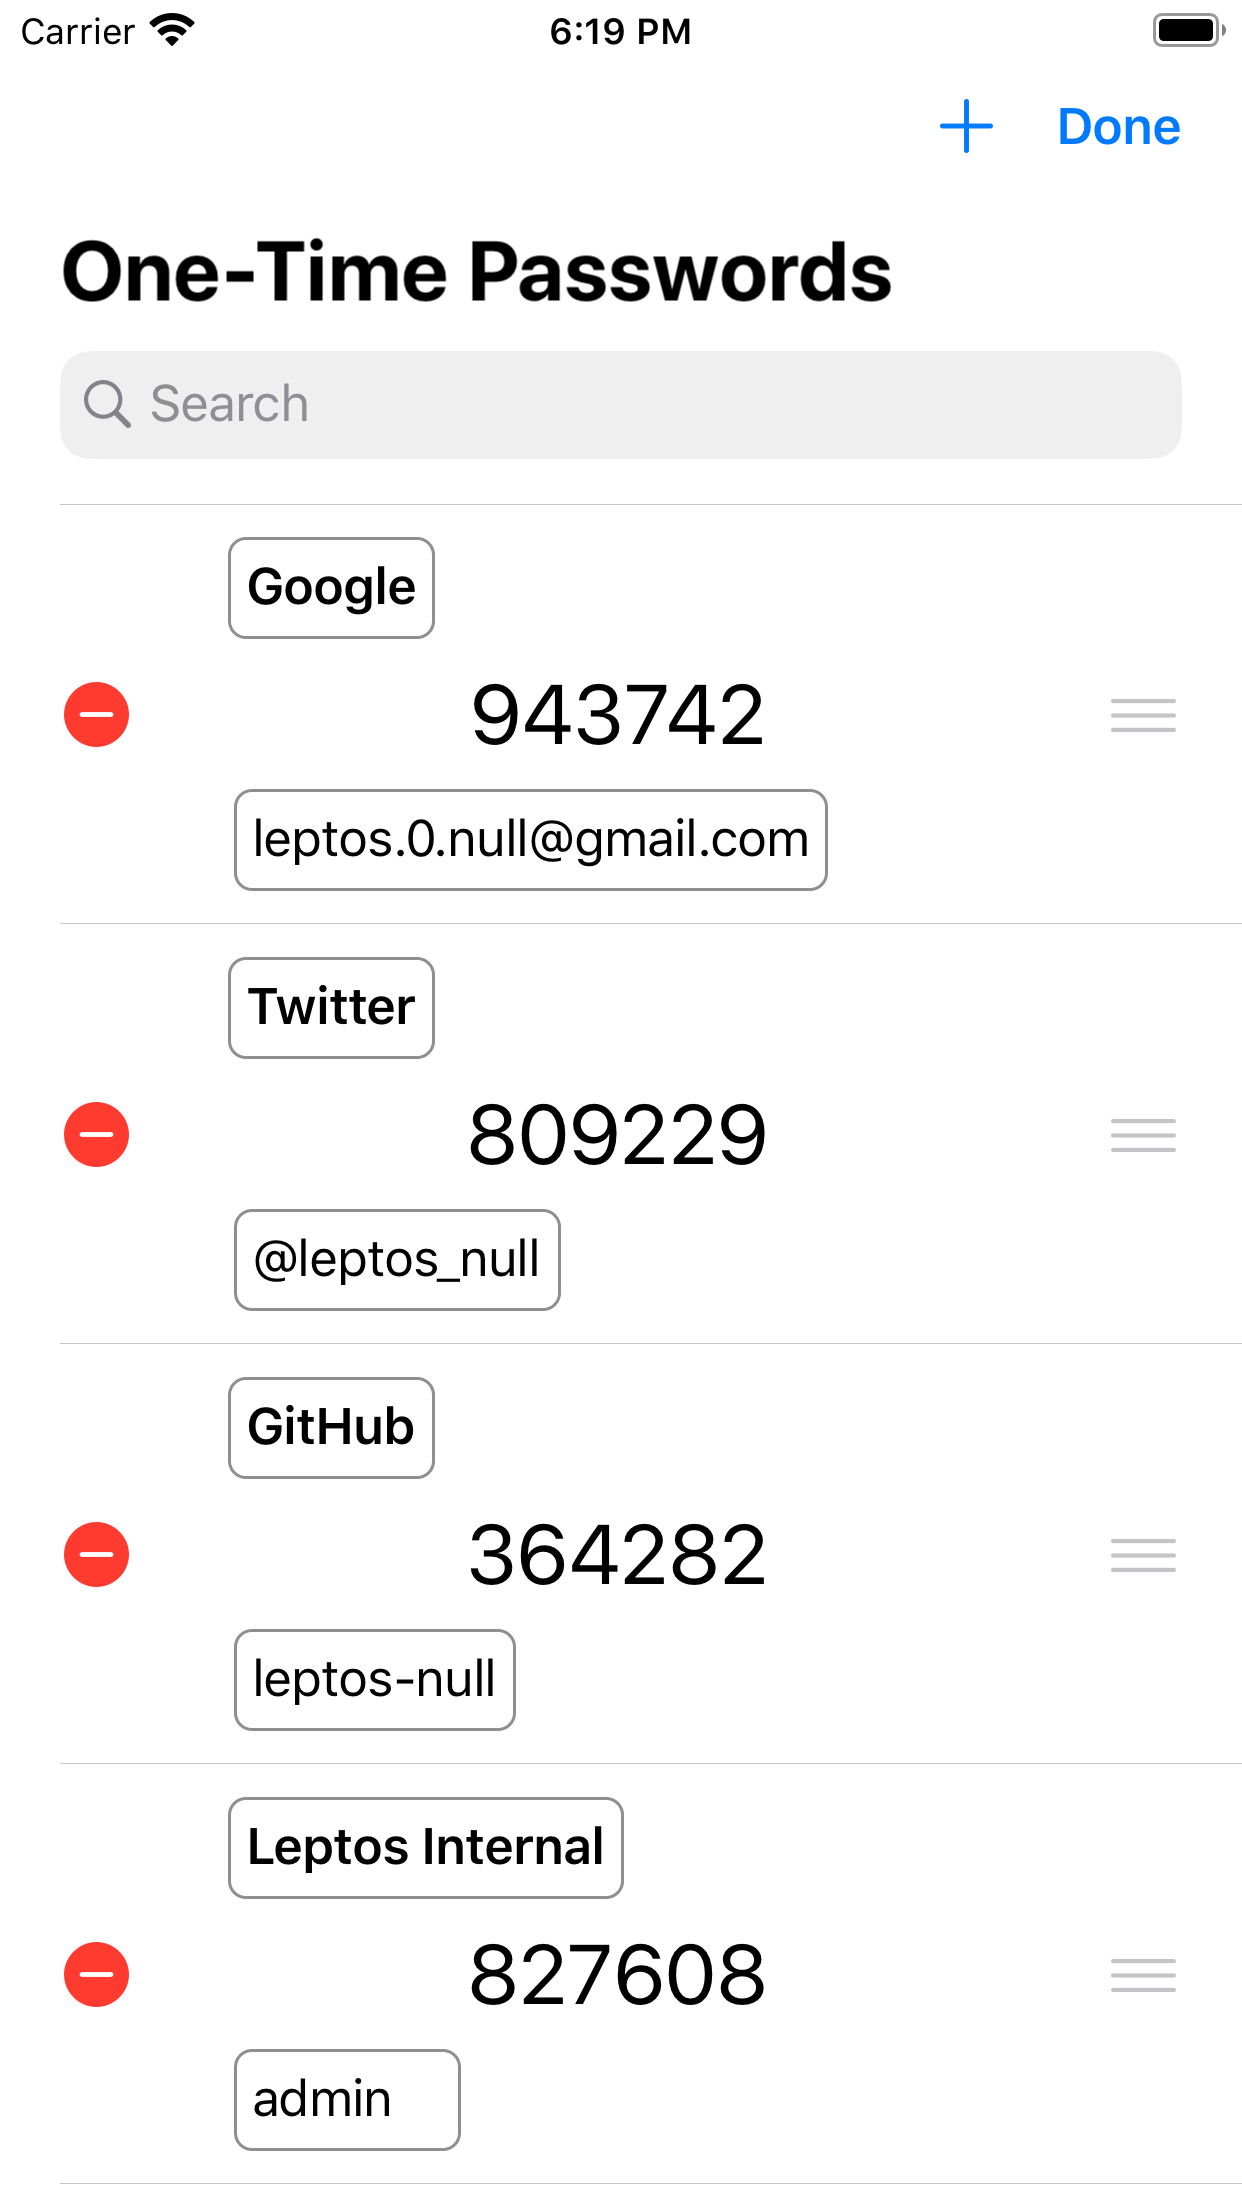 Carrier 6:19 PM
Done
One-Time Passwords
Search
Google
943742
leptos.0.null@gmail.com
Twitter
809229
@leptos_null
GitHub
364282
leptos-null
Leptos Internal
827608
admin